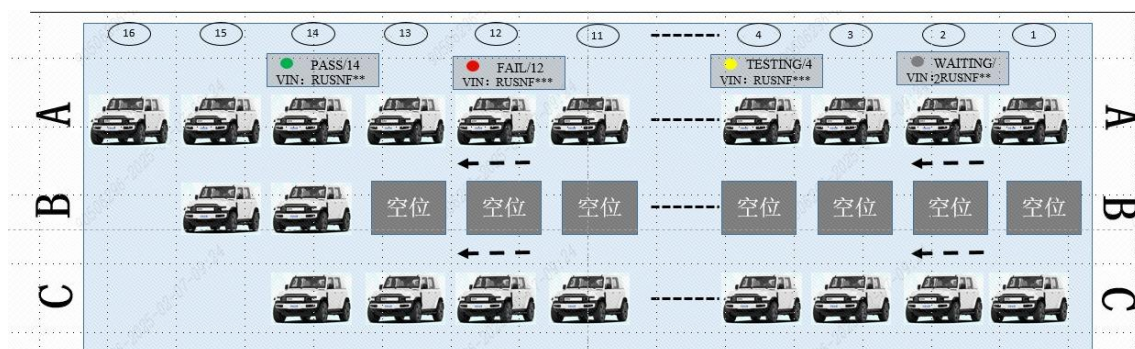 16 15 14 13 12 11 4 3 2 1
PASS/14
VIN: RUSNF**
FAIL/12
VIN: RUSNF***
TESTING/4
VIN: RUSNF***
WAITING/
VIN:2RUSNF**
A A
B 空位 空位 空位 空位 空位 空位 空位 B
C C